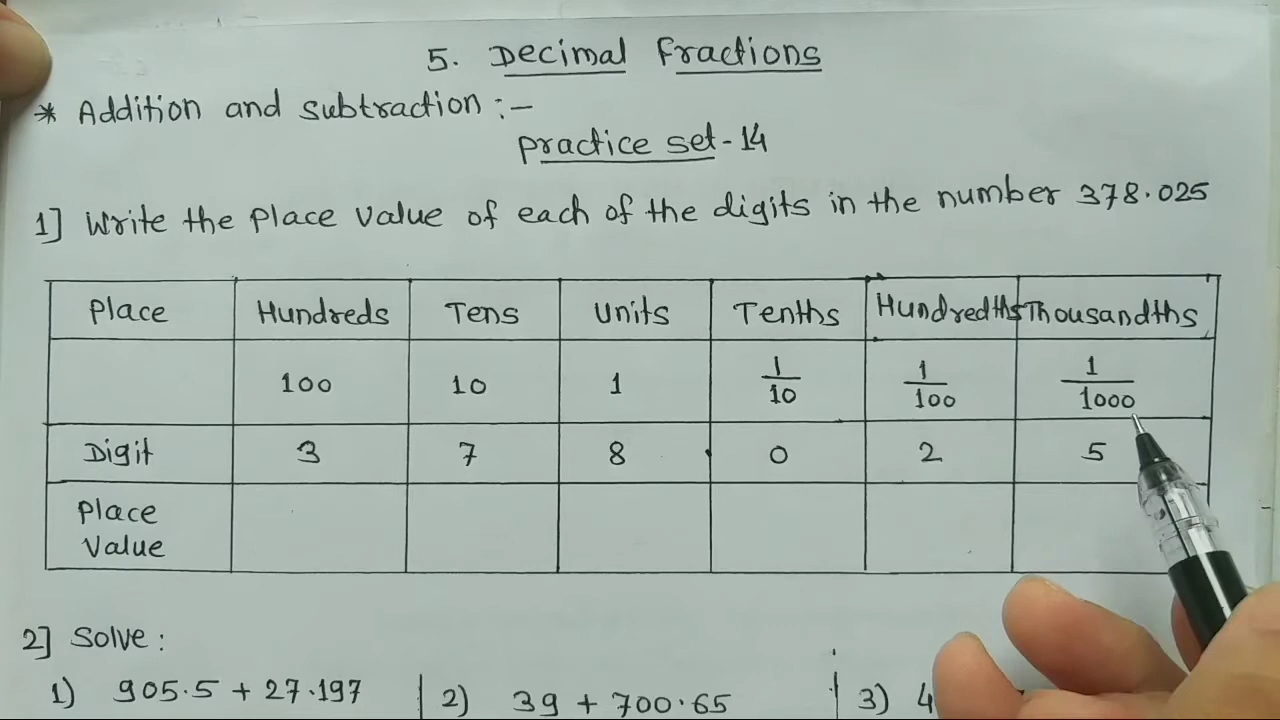 5. Decimal Fractions
* Addition and subtraction :-
Practice set-14
1] Write the Place Value of each of the digits in the number 378.025
Place Hundreds Tens Units Tenths Hundredths Thousandths
100 10 1 1/10 1/100 1/1000
Digit 3 7 8 . 0 2 5
Place
Value
2] Solve :
1) 905.5 + 27.197 2) 39 + 700.65 3) 4